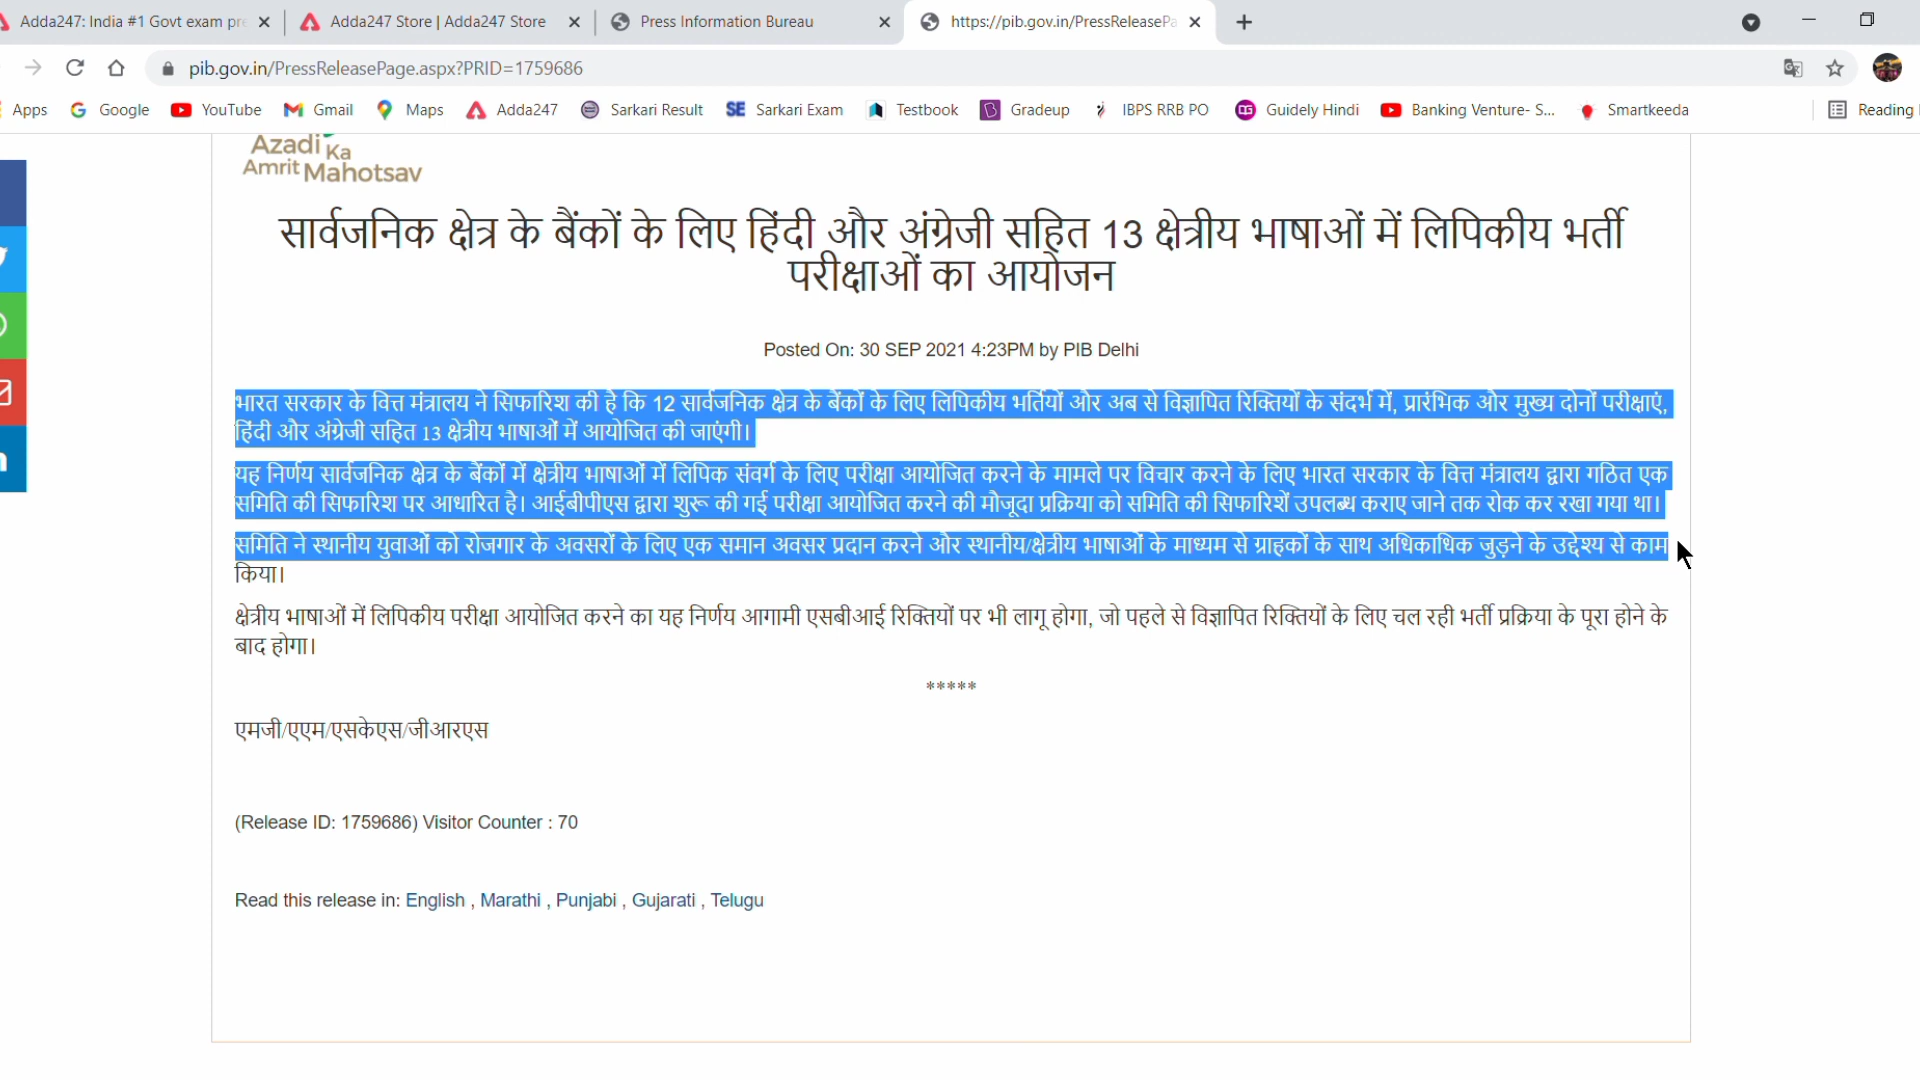 Adda247: India #1 Govt exam pre
Adda247 Store | Adda247 Store
Press Information Bureau
https://pib.gov.in/PressReleasePa
pib.gov.in/PressReleasePage.aspx?PRID=1759686
Apps Google YouTube Gmail Maps Adda247 Sarkari Result SE Sarkari Exam Testbook Gradeup IBPS RRB PO Guidely Hindi Banking Venture- S... Smartkeeda Reading
Azadi Ka
Amrit Mahotsav
सार्वजनिक क्षेत्र के बैंकों के लिए हिंदी और अंग्रेजी सहित 13 क्षेत्रीय भाषाओं में लिपिकीय भर्ती
परीक्षाओं का आयोजन
Posted On: 30 SEP 2021 4:23PM by PIB Delhi
भारत सरकार के वित्त मंत्रालय ने सिफारिश की है कि 12 सार्वजनिक क्षेत्र के बैंकों के लिए लिपिकीय भर्तियों और अब से विज्ञापित रिक्तियों के संदर्भ में, प्रारंभिक और मुख्य दोनों परीक्षाएं,
हिंदी और अंग्रेजी सहित 13 क्षेत्रीय भाषाओं में आयोजित की जाएंगी।
यह निर्णय सार्वजनिक क्षेत्र के बैंकों में क्षेत्रीय भाषाओं में लिपिक संवर्ग के लिए परीक्षा आयोजित करने के मामले पर विचार करने के लिए भारत सरकार के वित्त मंत्रालय द्वारा गठित एक
समिति की सिफारिश पर आधारित है। आईबीपीएस द्वारा शुरू की गई परीक्षा आयोजित करने की मौजूदा प्रक्रिया को समिति की सिफारिशें उपलब्ध कराए जाने तक रोक कर रखा गया था।
समिति ने स्थानीय युवाओं को रोजगार के अवसरों के लिए एक समान अवसर प्रदान करने और स्थानीय/क्षेत्रीय भाषाओं के माध्यम से ग्राहकों के साथ अधिकाधिक जुड़ने के उद्देश्य से काम
किया।
क्षेत्रीय भाषाओं में लिपिकीय परीक्षा आयोजित करने का यह निर्णय आगामी एसबीआई रिक्तियों पर भी लागू होगा, जो पहले से विज्ञापित रिक्तियों के लिए चल रही भर्ती प्रक्रिया के पूरा होने के
बाद होगा।
*****
एमजी/एएम/एसकेएस/जीआरएस
(Release ID: 1759686) Visitor Counter : 70
Read this release in: English , Marathi , Punjabi , Gujarati , Telugu